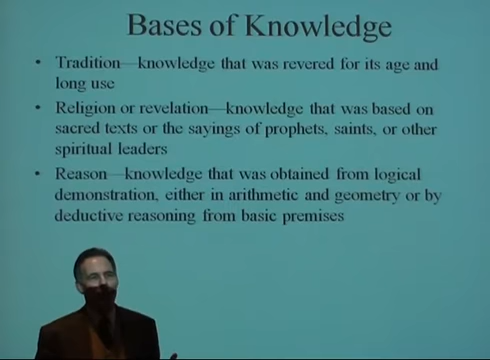 Bases of Knowledge
• Tradition—knowledge that was revered for its age and
long use
• Religion or revelation—knowledge that was based on
sacred texts or the sayings of prophets, saints, or other
spiritual leaders
• Reason—knowledge that was obtained from logical
demonstration, either in arithmetic and geometry or by
deductive reasoning from basic premises